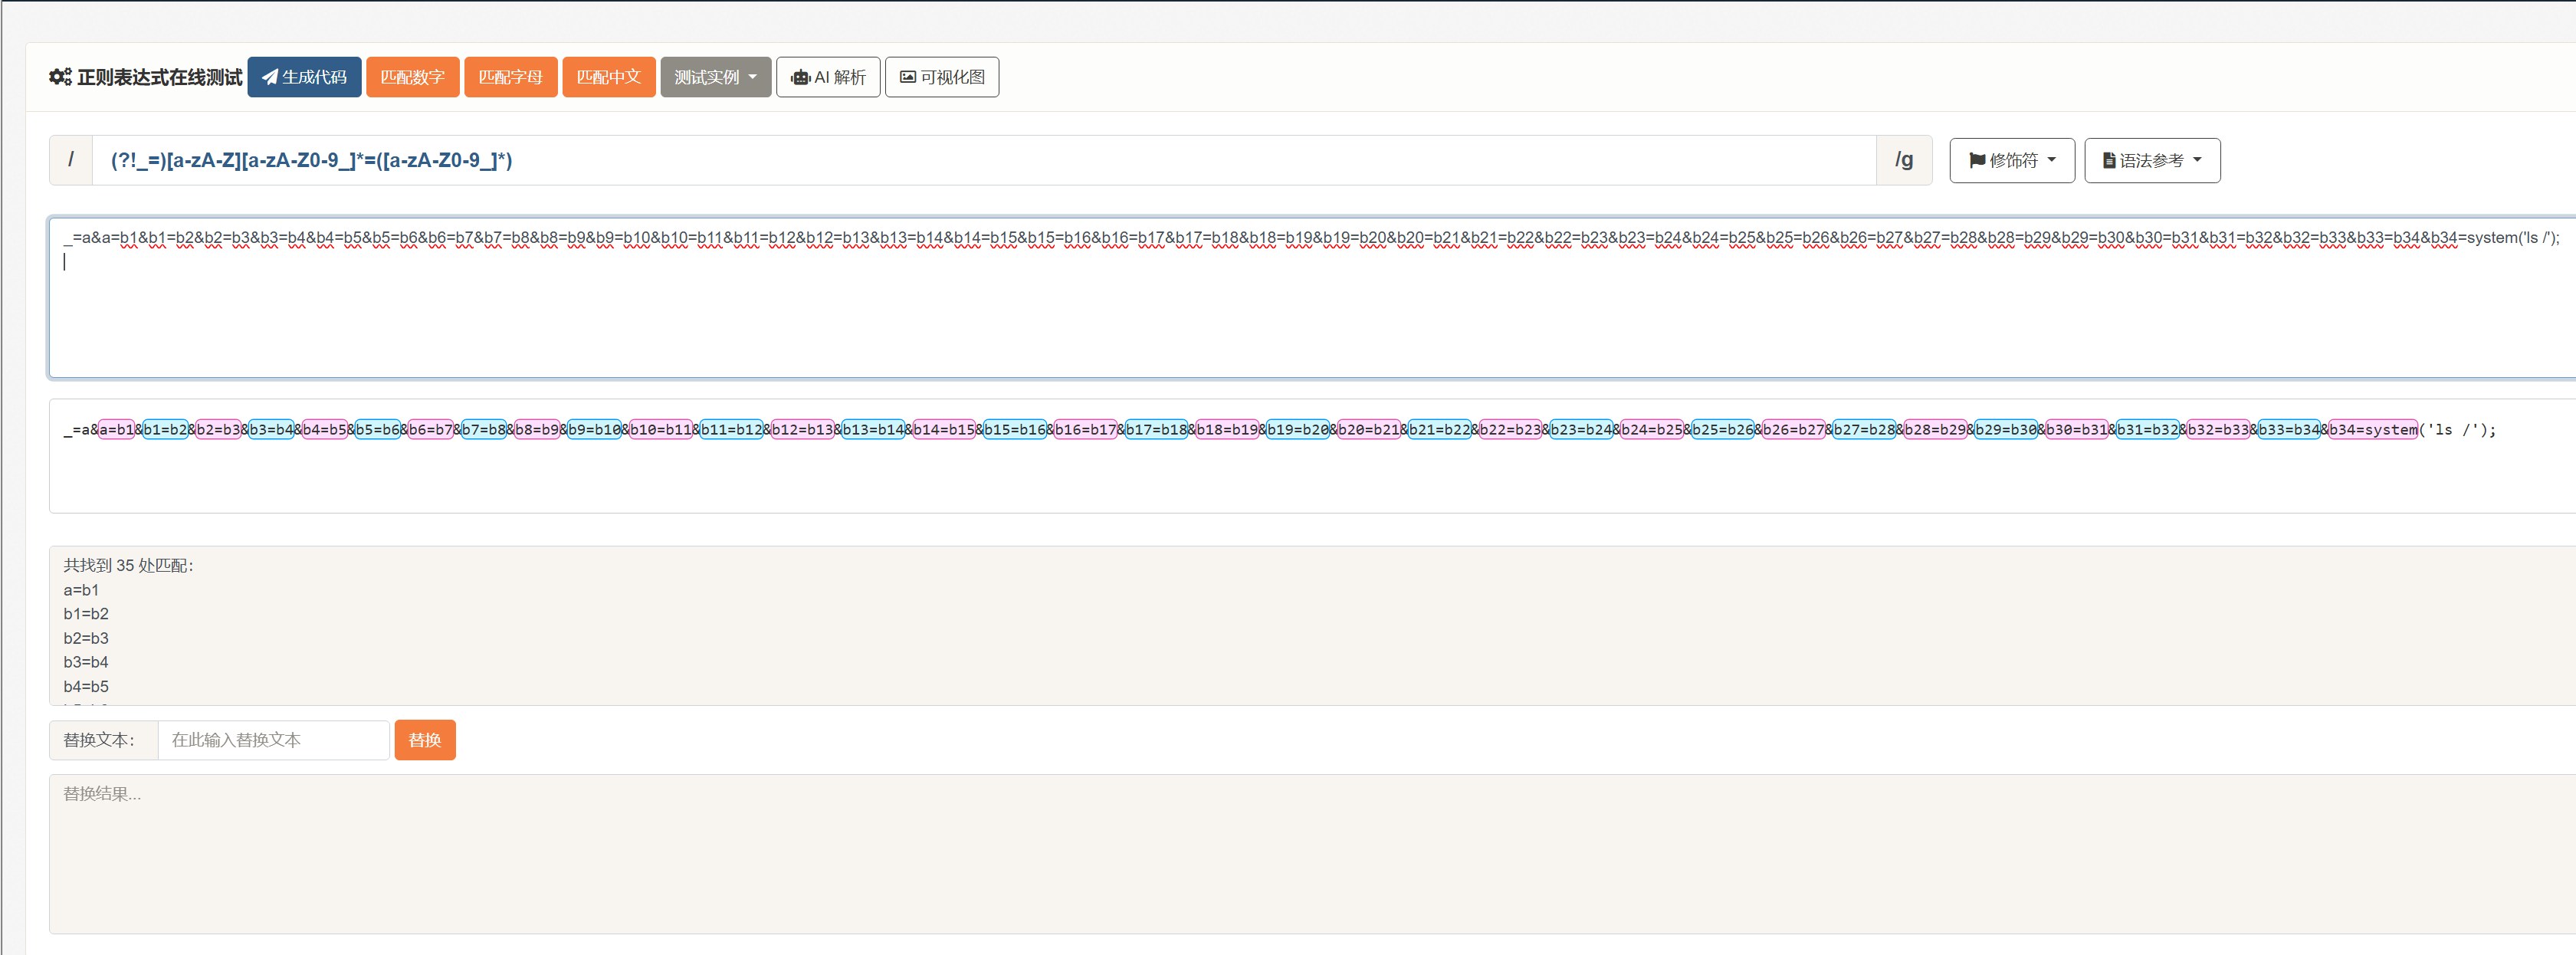 正则表达式在线测试 生成代码 匹配数字 匹配字母 匹配中文 测试实例 AI 解析 可视化图
/ (?!_=)[a-zA-Z][a-zA-Z0-9_]*=([a-zA-Z0-9_]*) /g 修饰符 语法参考
_=a&a=b1&b1=b2&b2=b3&b3=b4&b4=b5&b5=b6&b6=b7&b7=b8&b8=b9&b9=b10&b10=b11&b11=b12&b12=b13&b13=b14&b14=b15&b15=b16&b16=b17&b17=b18&b18=b19&b19=b20&b20=b21&b21=b22&b22=b23&b23=b24&b24=b25&b25=b26&b26=b27&b27=b28&b28=b29&b29=b30&b30=b31&b31=b32&b32=b33&b33=b34&b34=system('ls /');
_=a&a=b1&b1=b2&b2=b3&b3=b4&b4=b5&b5=b6&b6=b7&b7=b8&b8=b9&b9=b10&b10=b11&b11=b12&b12=b13&b13=b14&b14=b15&b15=b16&b16=b17&b17=b18&b18=b19&b19=b20&b20=b21&b21=b22&b22=b23&b23=b24&b24=b25&b25=b26&b26=b27&b27=b28&b28=b29&b29=b30&b30=b31&b31=b32&b32=b33&b33=b34&b34=system('ls /');
共找到 35 处匹配：
a=b1
b1=b2
b2=b3
b3=b4
b4=b5
替换文本： 在此输入替换文本 替换
替换结果...